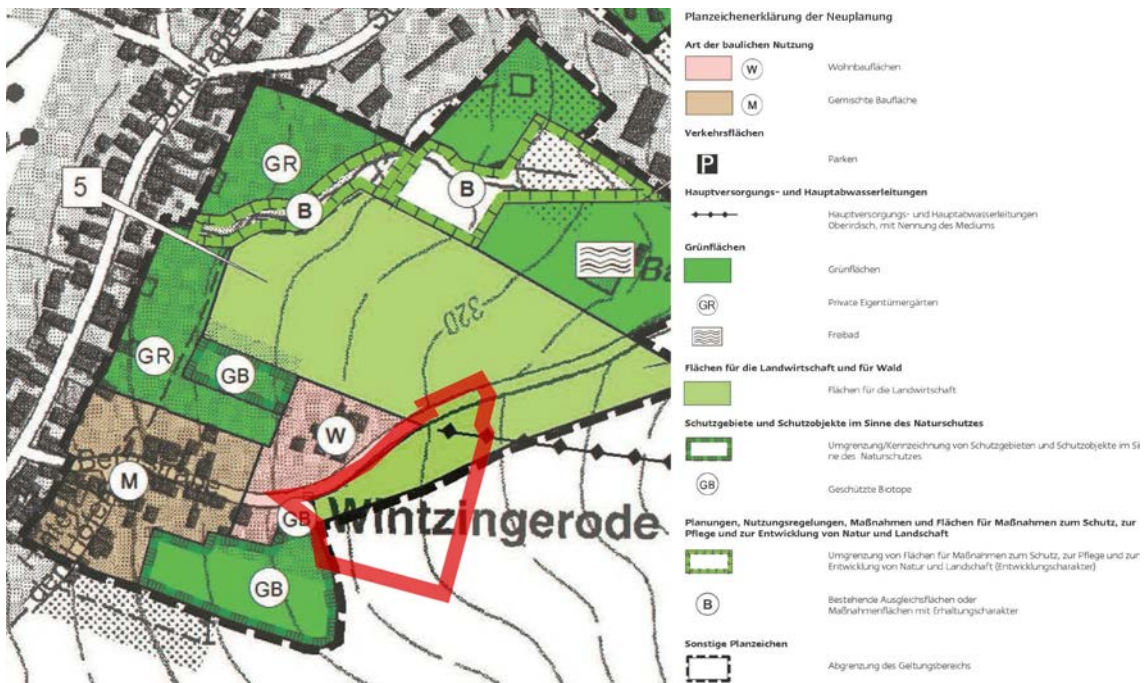 5
GR
B
B
320
GR
GB
W
M
GB
GB
Wintzingerode
Planzeichenerklärung der Neuplanung
Art der baulichen Nutzung
W Wohnbauflächen
M Gemischte Baufläche
Verkehrsflächen
P Parken
Hauptversorgungs- und Hauptabwasserleitungen
Hauptversorgungs- und Hauptabwasserleitungen
Oberirdisch, mit Nennung des Mediums
Grünflächen
Grünflächen
GR Private Eigentümergärten
Freibad
Flächen für die Landwirtschaft und für Wald
Flächen für die Landwirtschaft
Schutzgebiete und Schutzobjekte im Sinne des Naturschutzes
Umgrenzung/Kennzeichnung von Schutzgebieten und Schutzobjekte im Sin
ne des Naturschutzes
GB Geschützte Biotope
Planungen, Nutzungsregelungen, Maßnahmen und Flächen für Maßnahmen zum Schutz, zur
Pflege und zur Entwicklung von Natur und Landschaft
Umgrenzung von Flächen für Maßnahmen zum Schutz, zur Pflege und zur
Entwicklung von Natur und Landschaft (Entwicklungscharakter)
B Bestehende Ausgleichsflächen oder
Maßnahmenflächen mit Erhaltungscharakter
Sonstige Planzeichen
Abgrenzung des Geltungsbereichs